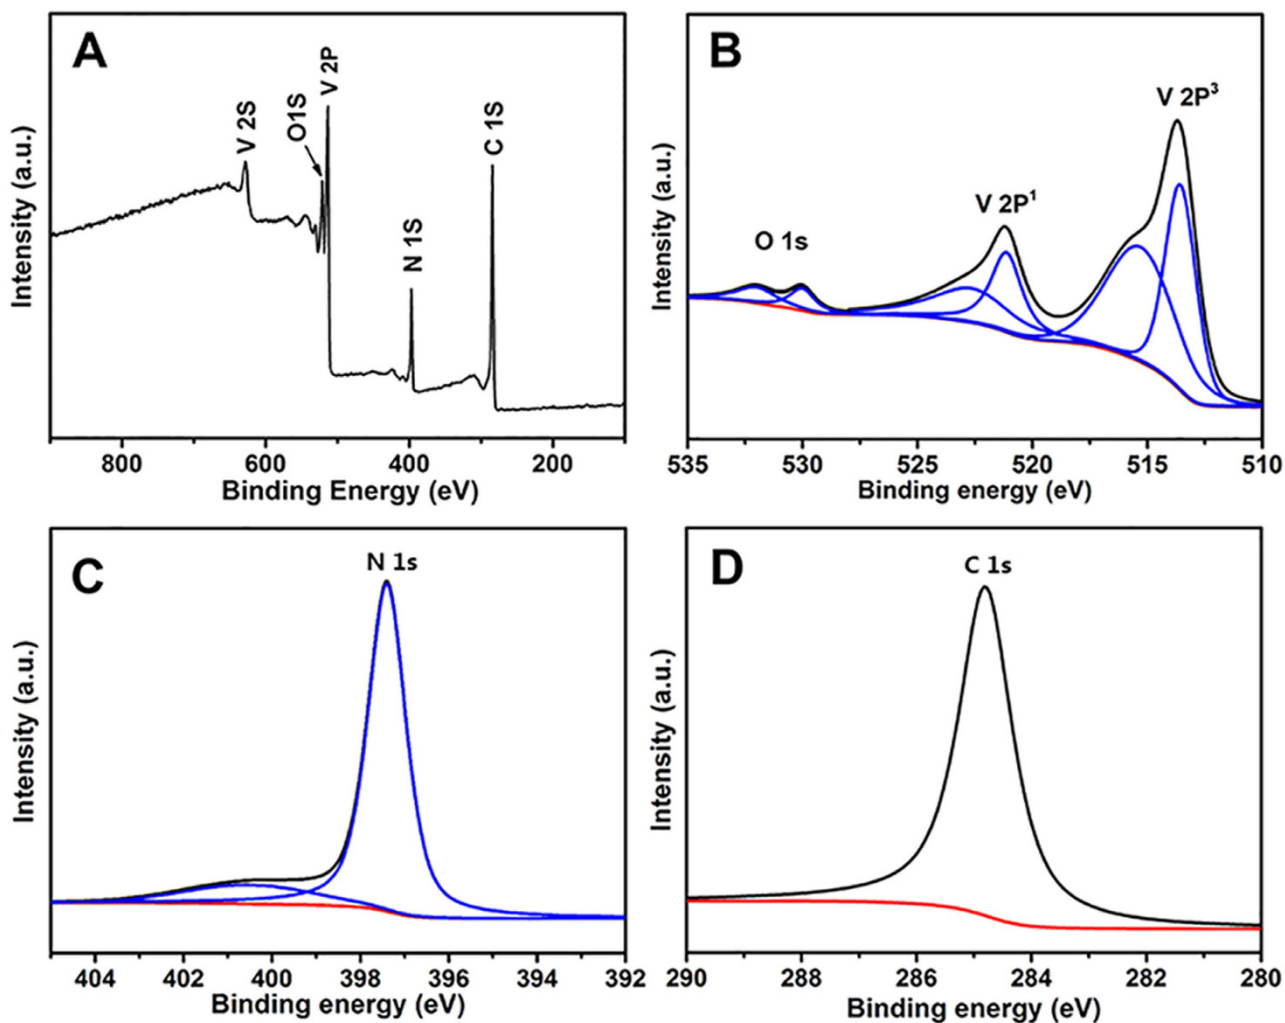 A
V 2S
O1S
V 2P
N 1S
C 1S
Intensity (a.u.)
800 600 400 200
Binding Energy (eV)
B
O 1s
V 2P¹
V 2P³
Intensity (a.u.)
535 530 525 520 515 510
Binding energy (eV)
C
N 1s
Intensity (a.u.)
404 402 400 398 396 394 392
Binding energy (eV)
D
C 1s
Intensity (a.u.)
290 288 286 284 282 280
Binding energy (eV)